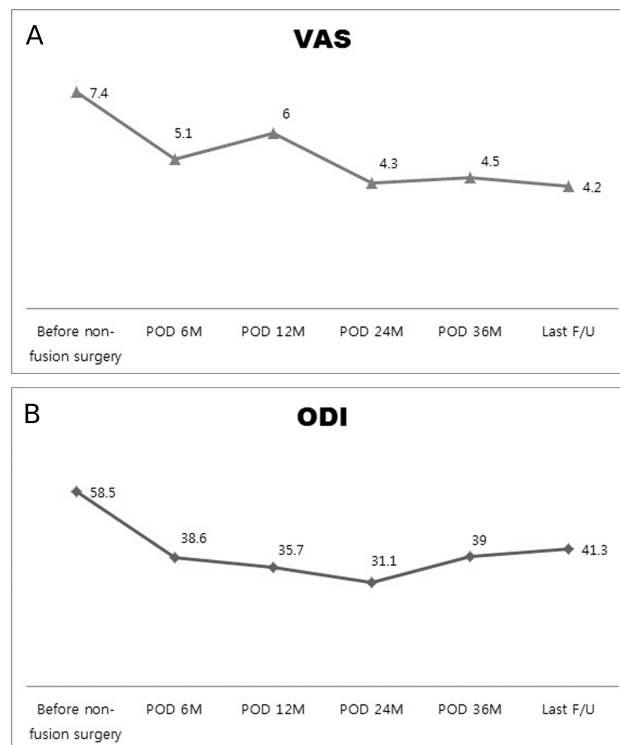 A
VAS
7.4
5.1
6
4.3
4.5
4.2
Before non-
fusion surgery
POD 6M
POD 12M
POD 24M
POD 36M
Last F/U
B
ODI
58.5
38.6
35.7
31.1
39
41.3
Before non-
fusion surgery
POD 6M
POD 12M
POD 24M
POD 36M
Last F/U